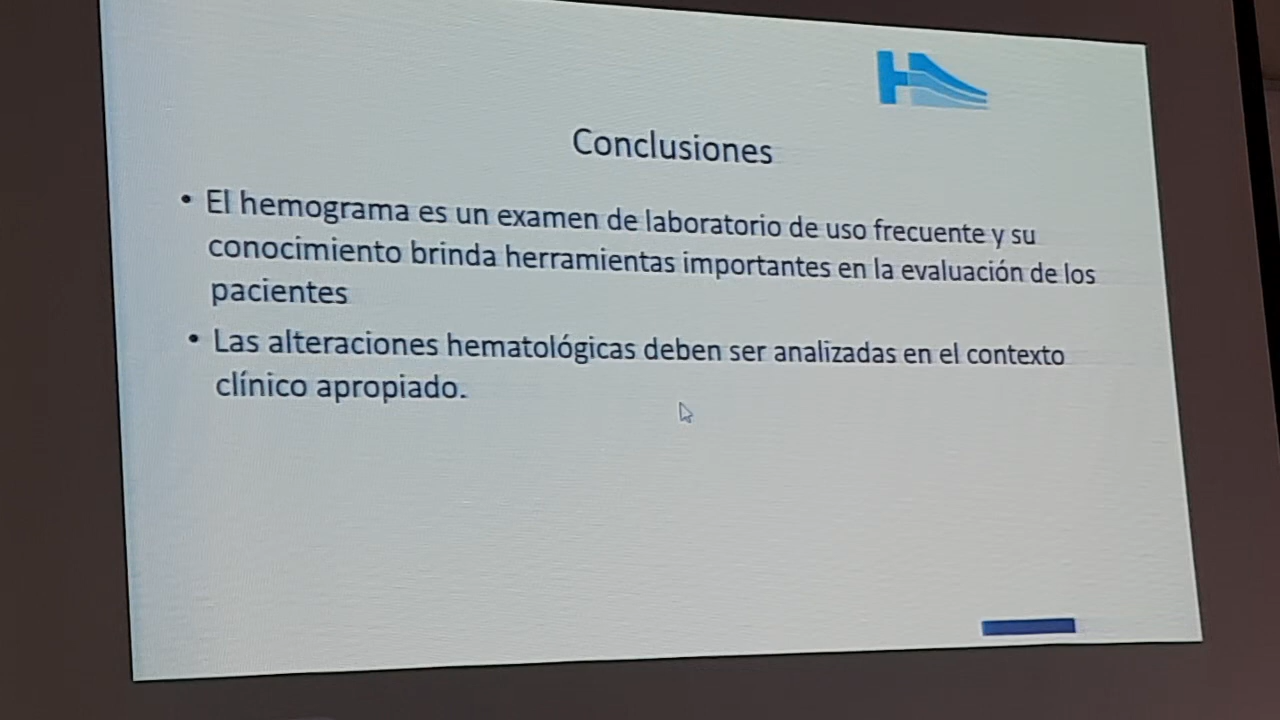 Conclusiones
• El hemograma es un examen de laboratorio de uso frecuente y su
conocimiento brinda herramientas importantes en la evaluación de los
pacientes
• Las alteraciones hematológicas deben ser analizadas en el contexto
clínico apropiado.